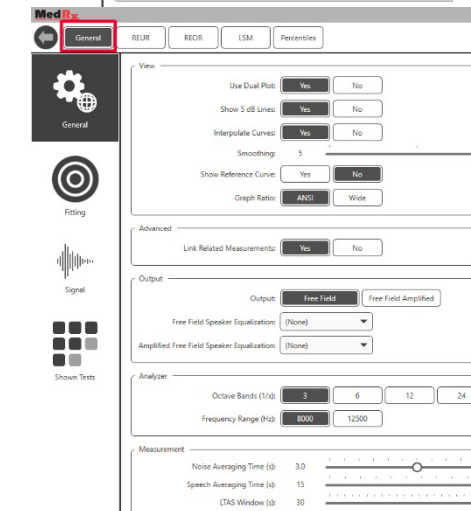 MedRx
General REUR REOR LSM Percentiles
View
Use Dual Plot: Yes No
Show 5 dB Lines: Yes No
Interpolate Curves: Yes No
Smoothing: 5
Show Reference Curve: Yes No
Graph Ratio: ANSI Wide
General
Fitting
Signal
Shown Tests
Advanced
Link Related Measurements: Yes No
Output
Output: Free Field Free Field Amplified
Free Field Speaker Equalization: (None)
Amplified Free Field Speaker Equalization: (None)
Analyzer
Octave Bands (1/x): 3 6 12 24
Frequency Range (Hz): 8000 12500
Measurement
Noise Averaging Time (s): 3.0
Speech Averaging Time (s): 15
LTAS Window (s): 30